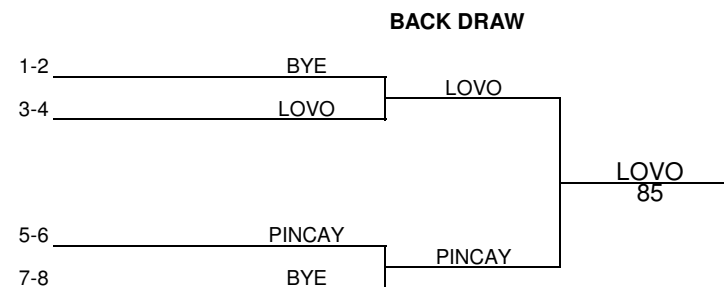 BACK DRAW
1-2 BYE
LOVO
3-4 LOVO
LOVO
85
5-6 PINCAY
PINCAY
7-8 BYE